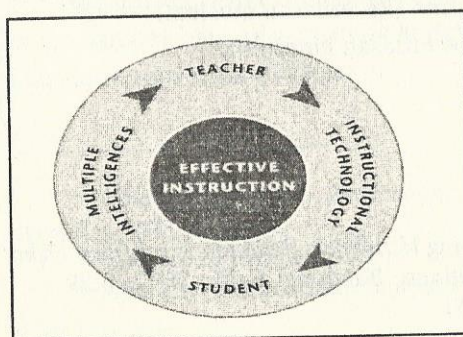 TEACHER
INSTRUCTIONAL
TECHNOLOGY
EFFECTIVE
INSTRUCTION
MULTIPLE
INTELLIGENCES
STUDENT